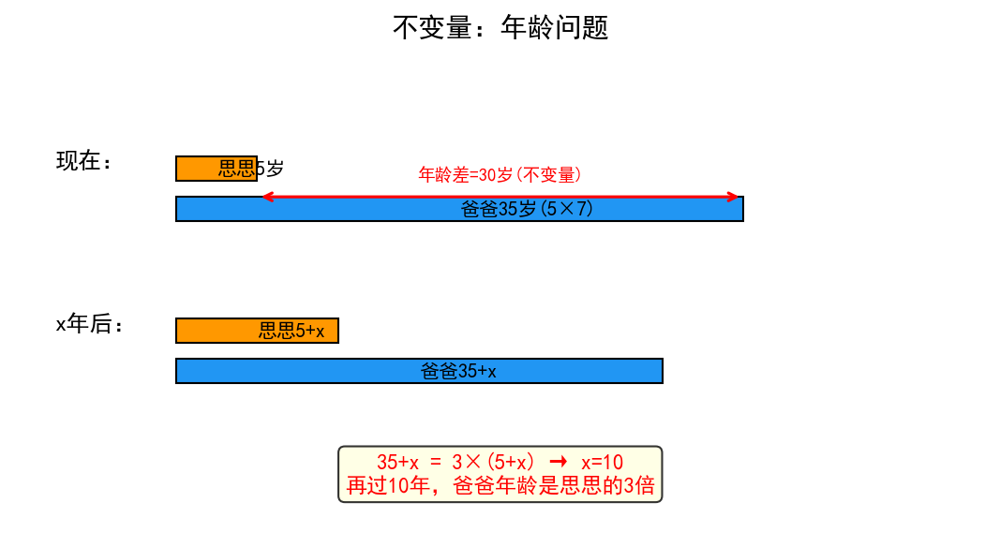 不变量：年龄问题
现在：
思思5岁
年龄差=30岁(不变量)
爸爸35岁(5×7)
x年后：
思思5+x
爸爸35+x
35+x = 3×(5+x) → x=10
再过10年，爸爸年龄是思思的3倍